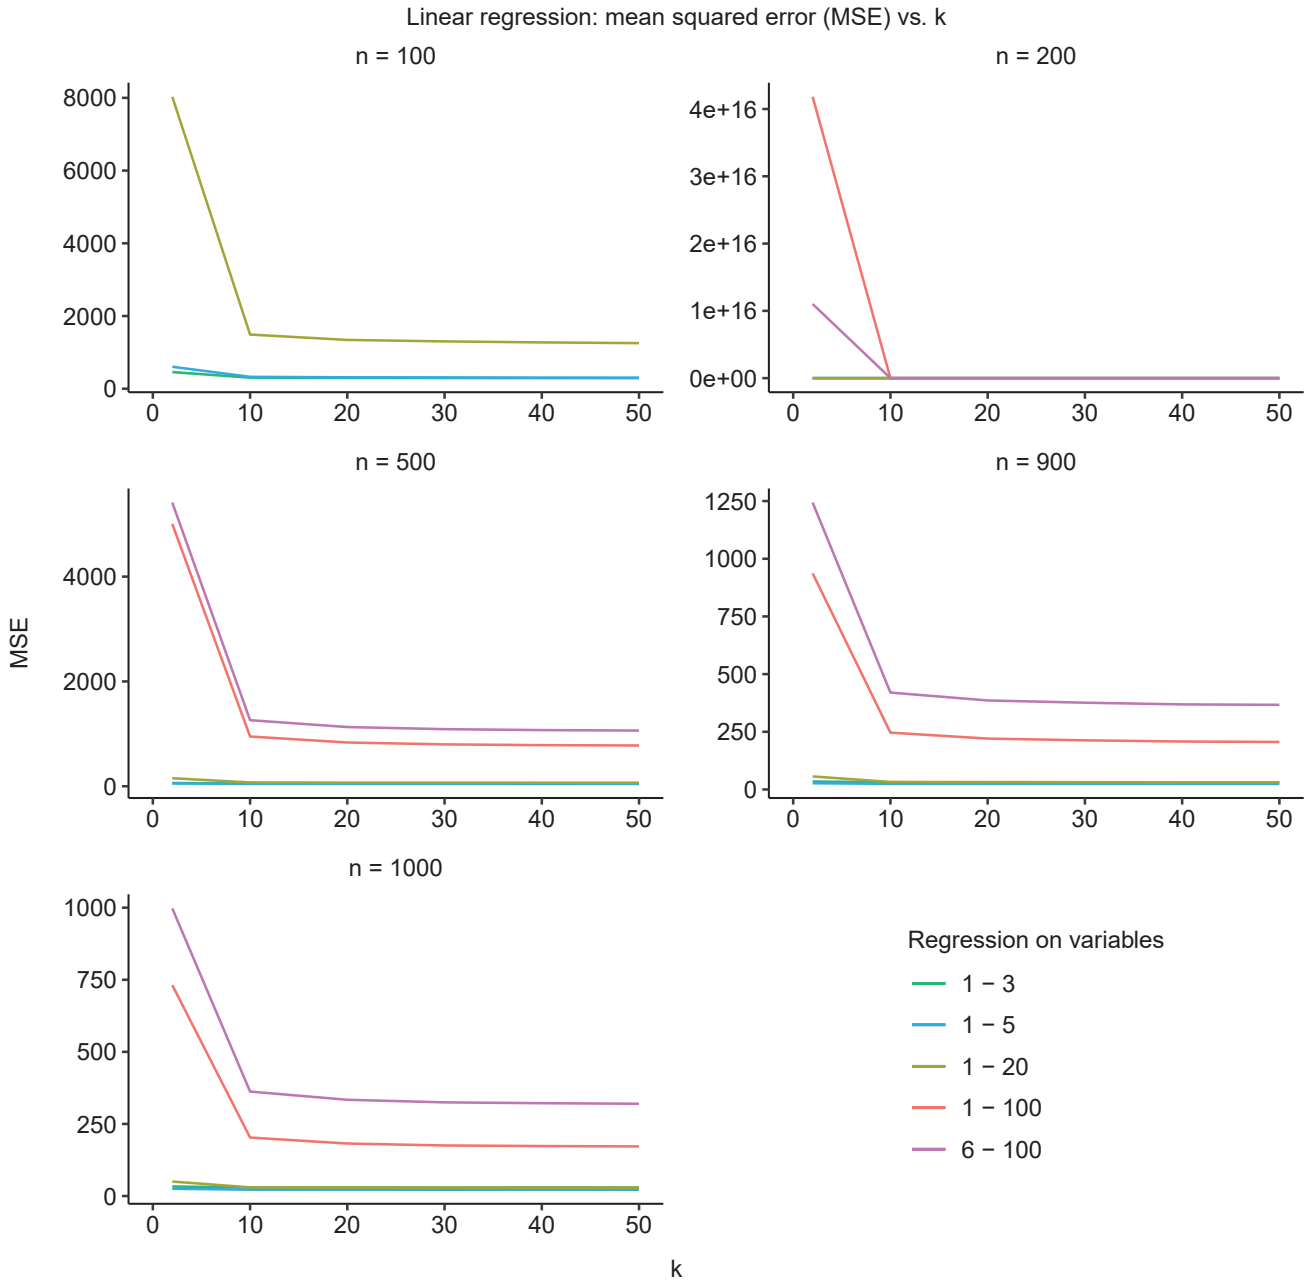 Linear regression: mean squared error (MSE) vs. k
n = 100
8000
6000
4000
2000
0
0 10 20 30 40 50
n = 200
4e+16
3e+16
2e+16
1e+16
0e+00
0 10 20 30 40 50
n = 500
4000
2000
0
0 10 20 30 40 50
n = 900
1250
1000
750
500
250
0
0 10 20 30 40 50
n = 1000
1000
750
500
250
0
0 10 20 30 40 50
MSE
k
Regression on variables
1 − 3
1 − 5
1 − 20
1 − 100
6 − 100